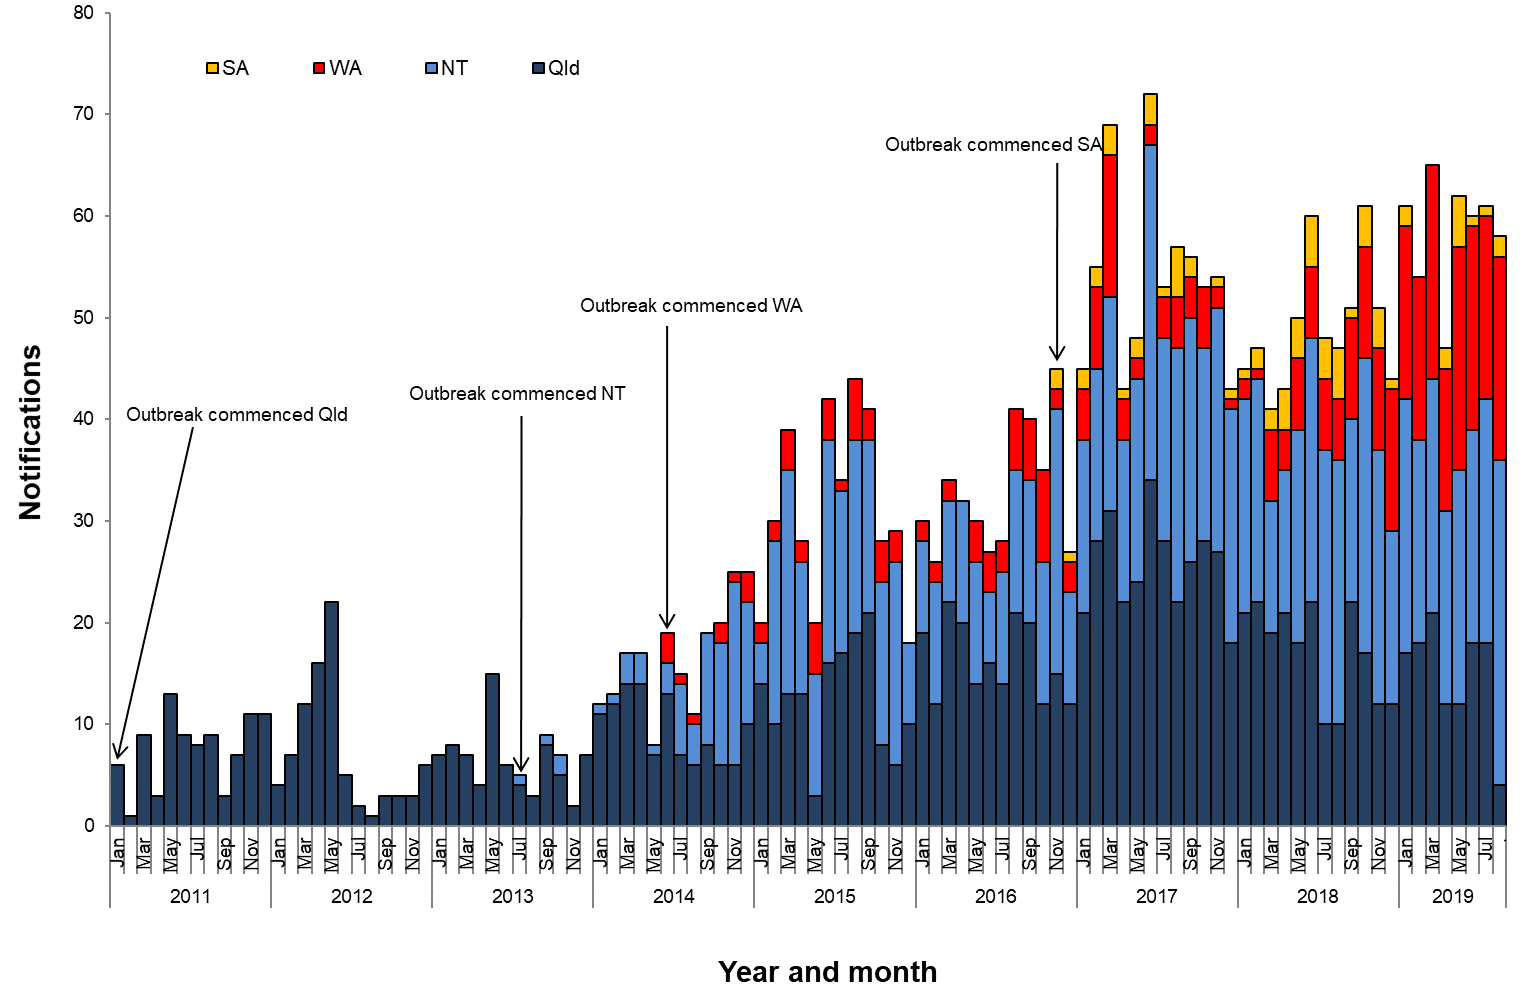 80
70
60
50
40
30
20
10
0
Notifications
SA WA NT Qld
Outbreak commenced SA
Outbreak commenced WA
Outbreak commenced NT
Outbreak commenced Qld
Jan Mar May Jul Sep Nov Jan Mar May Jul Sep Nov Jan Mar May Jul Sep Nov Jan Mar May Jul Sep Nov Jan Mar May Jul Sep Nov Jan Mar May Jul Sep Nov Jan Mar May Jul Sep Nov Jan Mar May Jul Sep Nov Jan Mar May Jul
2011 2012 2013 2014 2015 2016 2017 2018 2019
Year and month